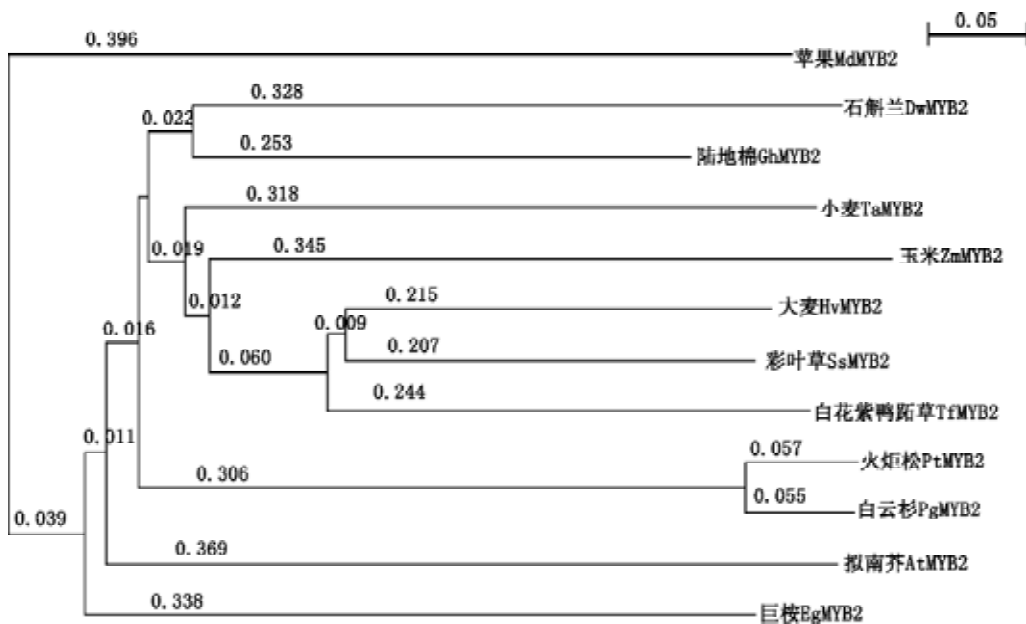 0.05
0.396
苹果MdMYB2
0.328
石斛兰DwMYB2
0.022
0.253
陆地棉GhMYB2
0.318
小麦TaMYB2
0.019
0.345
玉米ZmMYB2
0.012
0.215
大麦HvMYB2
0.009
0.016
0.060
0.207
彩叶草SsMYB2
0.244
白花紫鸭跖草TfMYB2
0.011
0.057
火炬松PtMYB2
0.306
0.055
白云杉PgMYB2
0.039
0.369
拟南芥AtMYB2
0.338
巨桉EgMYB2